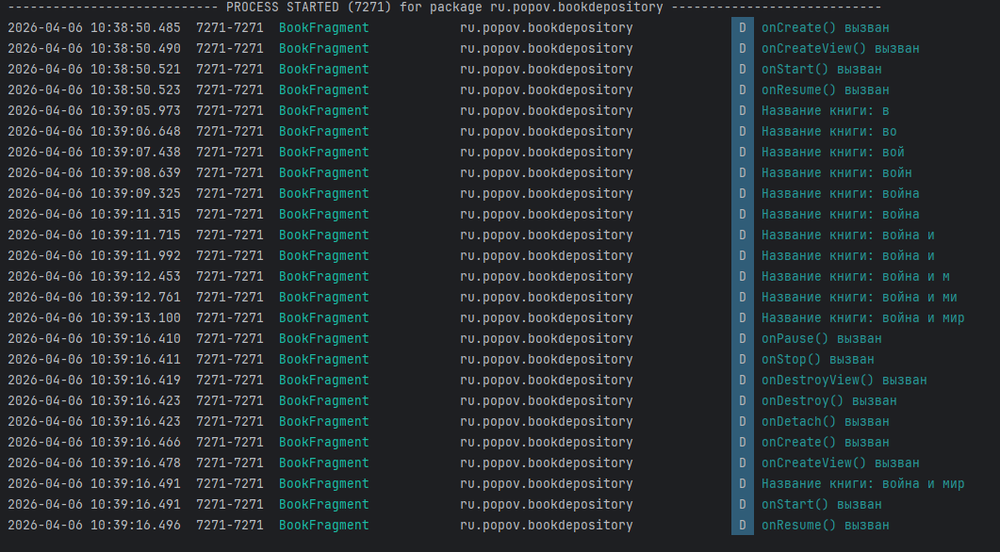 ---------------------------- PROCESS STARTED (7271) for package ru.popov.bookdepository ----------------------------
2026-04-06 10:38:50.485  7271-7271  BookFragment            ru.popov.bookdepository             D  onCreate() вызван
2026-04-06 10:38:50.490  7271-7271  BookFragment            ru.popov.bookdepository             D  onCreateView() вызван
2026-04-06 10:38:50.521  7271-7271  BookFragment            ru.popov.bookdepository             D  onStart() вызван
2026-04-06 10:38:50.523  7271-7271  BookFragment            ru.popov.bookdepository             D  onResume() вызван
2026-04-06 10:39:05.973  7271-7271  BookFragment            ru.popov.bookdepository             D  Название книги: в
2026-04-06 10:39:06.648  7271-7271  BookFragment            ru.popov.bookdepository             D  Название книги: во
2026-04-06 10:39:07.438  7271-7271  BookFragment            ru.popov.bookdepository             D  Название книги: вой
2026-04-06 10:39:08.639  7271-7271  BookFragment            ru.popov.bookdepository             D  Название книги: войн
2026-04-06 10:39:09.325  7271-7271  BookFragment            ru.popov.bookdepository             D  Название книги: война
2026-04-06 10:39:11.315  7271-7271  BookFragment            ru.popov.bookdepository             D  Название книги: война
2026-04-06 10:39:11.715  7271-7271  BookFragment            ru.popov.bookdepository             D  Название книги: война и
2026-04-06 10:39:11.992  7271-7271  BookFragment            ru.popov.bookdepository             D  Название книги: война и
2026-04-06 10:39:12.453  7271-7271  BookFragment            ru.popov.bookdepository             D  Название книги: война и м
2026-04-06 10:39:12.761  7271-7271  BookFragment            ru.popov.bookdepository             D  Название книги: война и ми
2026-04-06 10:39:13.100  7271-7271  BookFragment            ru.popov.bookdepository             D  Название книги: война и мир
2026-04-06 10:39:16.410  7271-7271  BookFragment            ru.popov.bookdepository             D  onPause() вызван
2026-04-06 10:39:16.411  7271-7271  BookFragment            ru.popov.bookdepository             D  onStop() вызван
2026-04-06 10:39:16.419  7271-7271  BookFragment            ru.popov.bookdepository             D  onDestroyView() вызван
2026-04-06 10:39:16.423  7271-7271  BookFragment            ru.popov.bookdepository             D  onDestroy() вызван
2026-04-06 10:39:16.423  7271-7271  BookFragment            ru.popov.bookdepository             D  onDetach() вызван
2026-04-06 10:39:16.466  7271-7271  BookFragment            ru.popov.bookdepository             D  onCreate() вызван
2026-04-06 10:39:16.478  7271-7271  BookFragment            ru.popov.bookdepository             D  onCreateView() вызван
2026-04-06 10:39:16.491  7271-7271  BookFragment            ru.popov.bookdepository             D  Название книги: война и мир
2026-04-06 10:39:16.491  7271-7271  BookFragment            ru.popov.bookdepository             D  onStart() вызван
2026-04-06 10:39:16.496  7271-7271  BookFragment            ru.popov.bookdepository             D  onResume() вызван